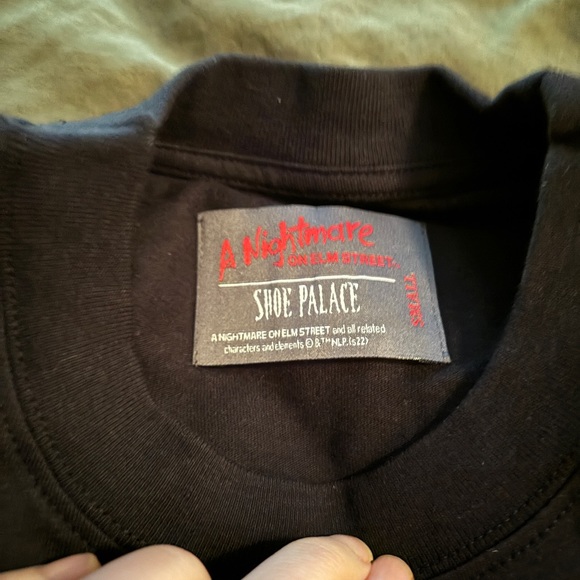 A Nightmare
ON ELM STREET
SHOE PALACE
SMALL
A NIGHTMARE ON ELM STREET and all related
characters and elements © & ™ NLP. (s22)